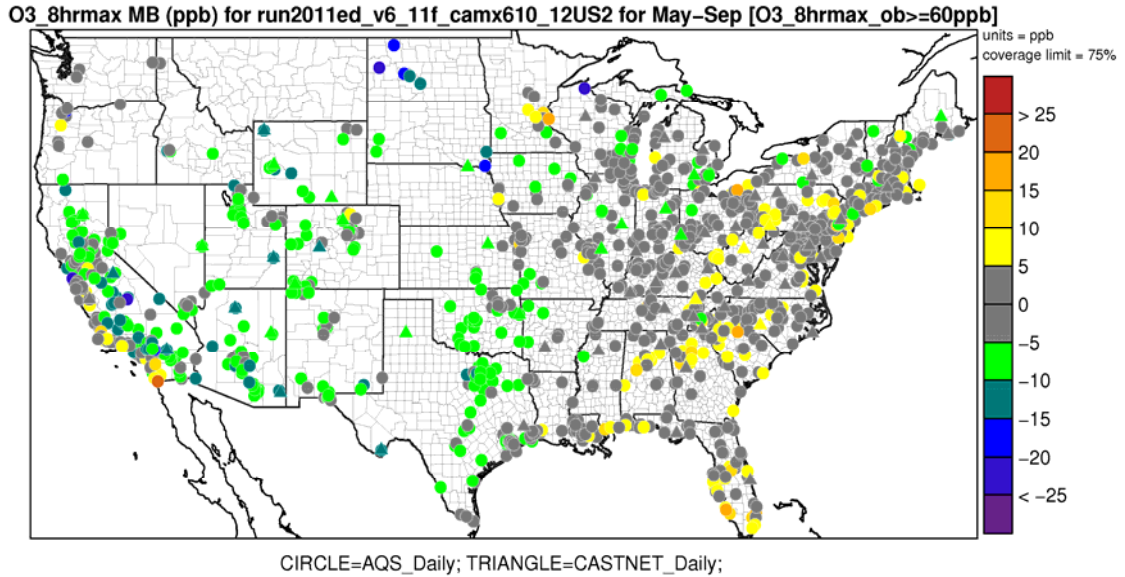 O3_8hrmax MB (ppb) for run2011ed_v6_11f_camx610_12US2 for May−Sep [O3_8hrmax_ob>=60ppb]
units = ppb
coverage limit = 75%
> 25
20
15
10
5
0
−5
−10
−15
−20
< −25
CIRCLE=AQS_Daily; TRIANGLE=CASTNET_Daily;